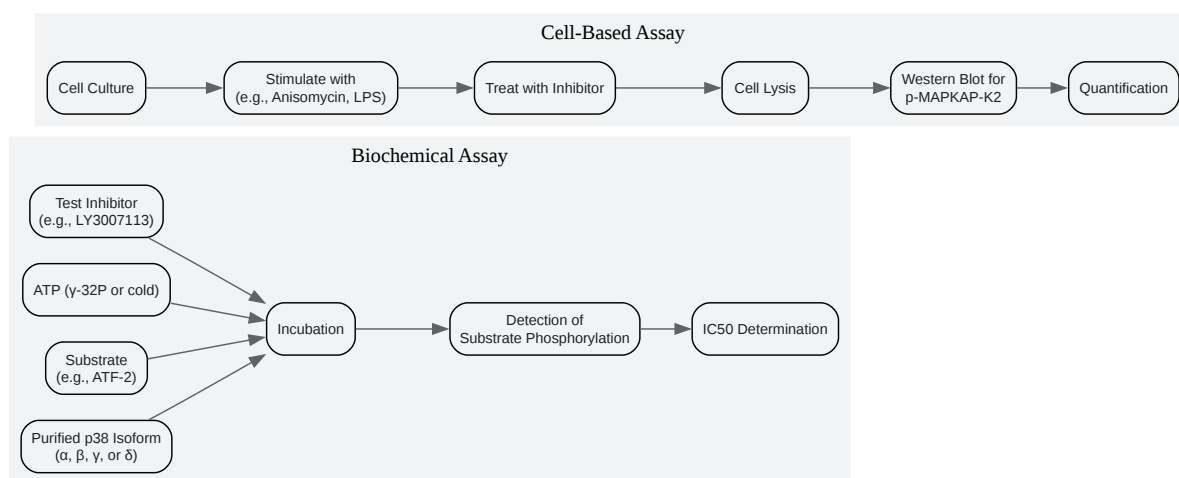 Cell-Based Assay
Cell Culture
Stimulate with
(e.g., Anisomycin, LPS)
Treat with Inhibitor
Cell Lysis
Western Blot for
p-MAPKAP-K2
Quantification
Biochemical Assay
Test Inhibitor
(e.g., LY3007113)
ATP (γ-32P or cold)
Substrate
(e.g., ATF-2)
Purified p38 Isoform
(α, β, γ, or δ)
Incubation
Detection of
Substrate Phosphorylation
IC50 Determination